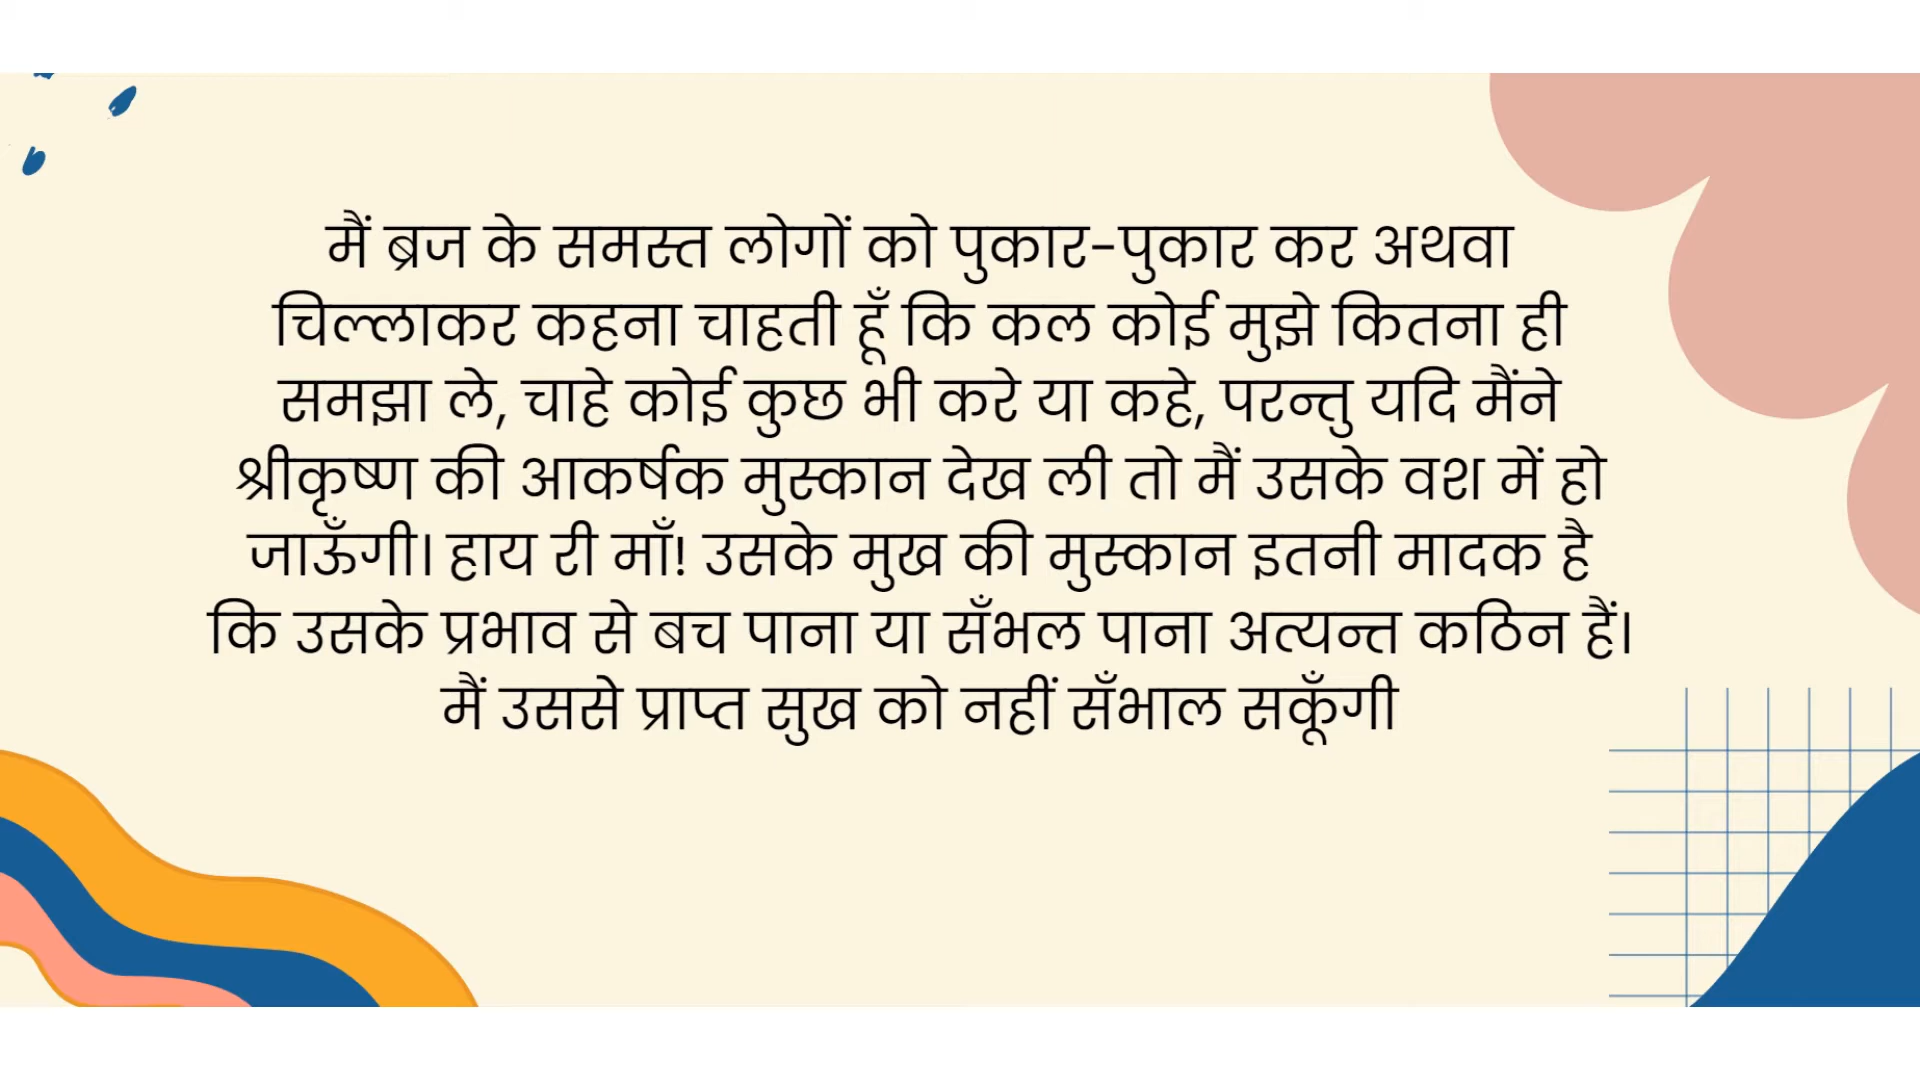 मैं ब्रज के समस्त लोगों को पुकार-पुकार कर अथवा
चिल्लाकर कहना चाहती हूँ कि कल कोई मुझे कितना ही
समझा ले, चाहे कोई कुछ भी करे या कहे, परन्तु यदि मैंने
श्रीकृष्ण की आकर्षक मुस्कान देख ली तो मैं उसके वश में हो
जाऊँगी। हाय री माँ! उसके मुख की मुस्कान इतनी मादक है
कि उसके प्रभाव से बच पाना या सँभल पाना अत्यन्त कठिन हैं।
मैं उससे प्राप्त सुख को नहीं सँभाल सकूँगी